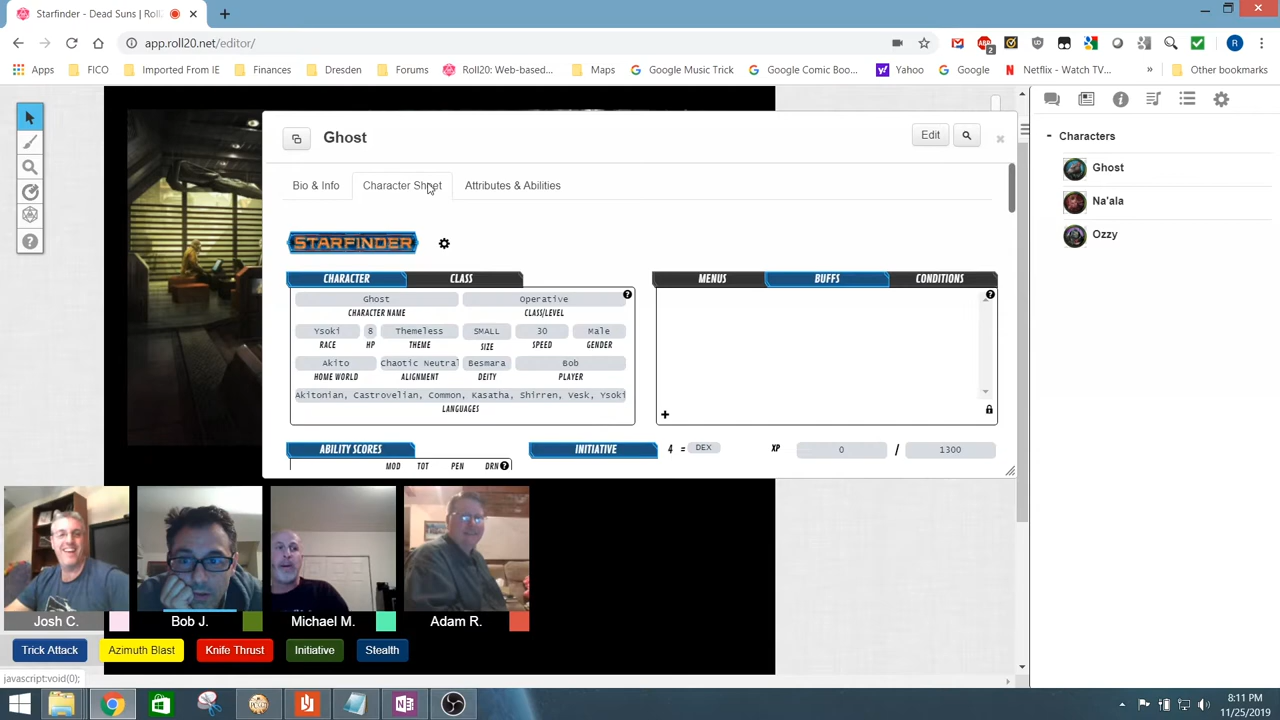 Starfinder - Dead Suns | Roll
app.roll20.net/editor/
2
R
Apps FICO Imported From IE Finances Dresden Forums Roll20: Web-based... Maps Google Music Trick Google Comic Boo... Yahoo Google Netflix - Watch TV... » Other bookmarks
Ghost
Edit
Bio & Info Character Sheet Attributes & Abilities
STARFINDER
CHARACTER CLASS
MENUS BUFFS CONDITIONS
Ghost Operative
CHARACTER NAME CLASS/LEVEL
Ysoki 8 Themeless SMALL 30 Male
RACE HP THEME SIZE SPEED GENDER
Akito Chaotic Neutral Besmara Bob
HOME WORLD ALIGNMENT DEITY PLAYER
Akitonian, Castrovelian, Common, Kasatha, Shirren, Vesk, Ysoki
LANGUAGES
ABILITY SCORES INITIATIVE 4 = DEX XP 0 / 1300
MOD TOT PEN DRN
Characters
Ghost
Na'ala
Ozzy
Josh C. Bob J. Michael M. Adam R.
Trick Attack Azimuth Blast Knife Thrust Initiative Stealth
javascript:void(0);
8:11 PM
11/25/2019